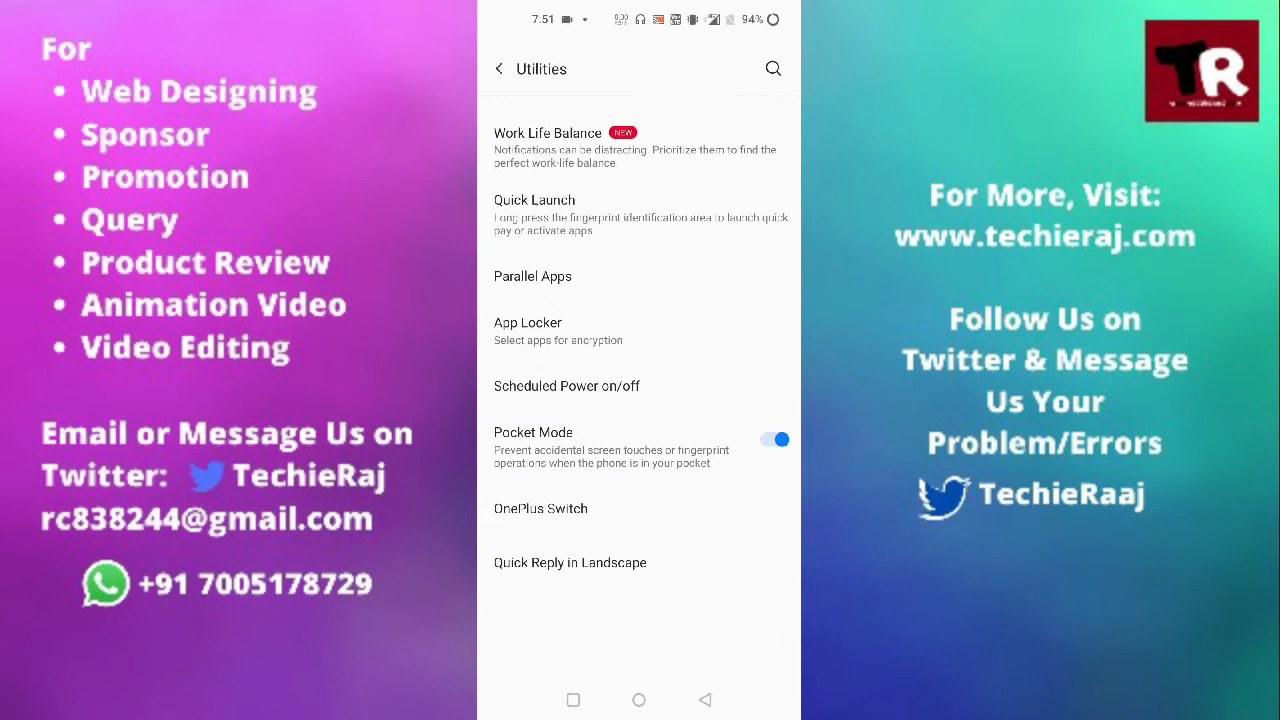 For
• Web Designing
• Sponsor
• Promotion
• Query
• Product Review
• Animation Video
• Video Editing
Email or Message Us on
Twitter: TechieRaj
rc838244@gmail.com
+91 7005178729
7:51
0.00
94%
Utilities
Work Life Balance NEW
Notifications can be distracting. Prioritize them to find the
perfect work-life balance.
Quick Launch
Long press the fingerprint identification area to launch quick
pay or activate apps
Parallel Apps
App Locker
Select apps for encryption
Scheduled Power on/off
Pocket Mode
Prevent accidental screen touches or fingerprint
operations when the phone is in your pocket
OnePlus Switch
Quick Reply in Landscape
TR
For More, Visit:
www.techieraj.com
Follow Us on
Twitter & Message
Us Your
Problem/Errors
TechieRaaj